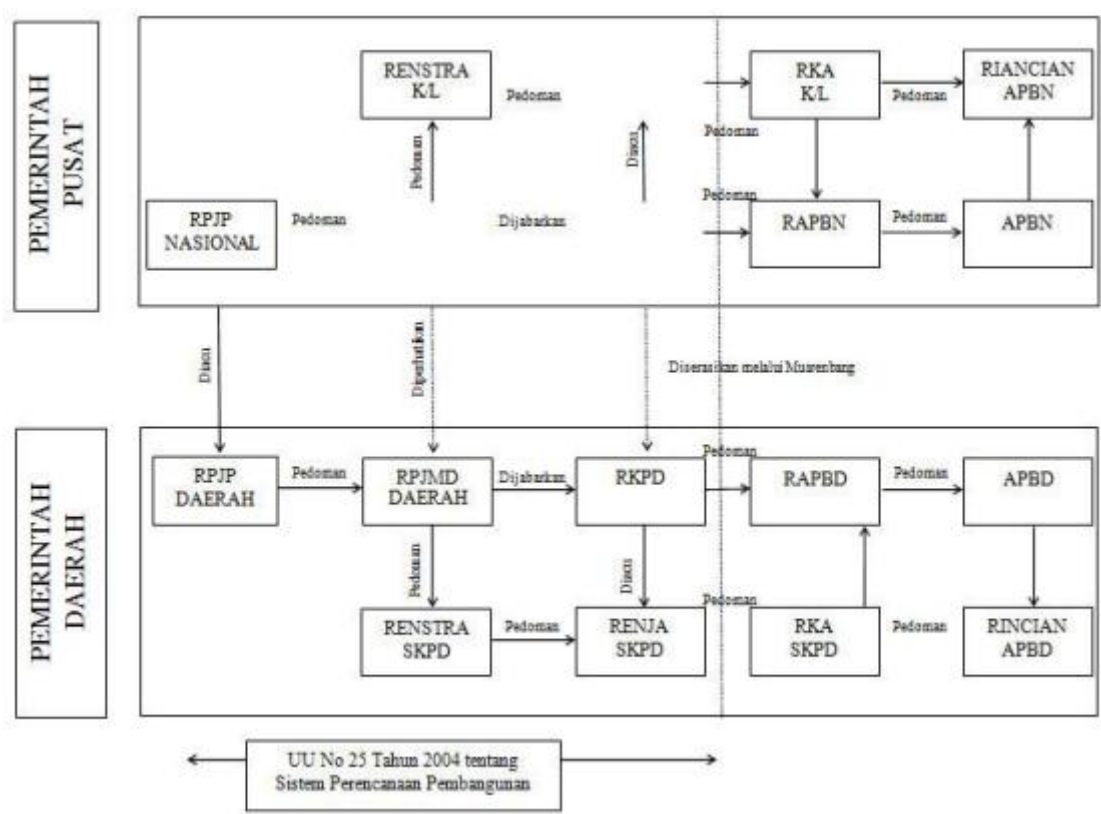 PEMERINTAH
PUSAT
RENSTRA
K/L
Pedoman
RKA
K/L
Pedoman
RIANCIAN
APBN
Pedoman
Diacu
Pedoman
RPJP
NASIONAL
Pedoman
Dijabarkan
Pedoman
RAPBN
Pedoman
APBN
Diacu
Diperhatikan
Diserasikan melalui Musrenbang
PEMERINTAH
DAERAH
RPJP
DAERAH
Pedoman
RPJMD
DAERAH
Dijabarkan
RKPD
Pedoman
RAPBD
Pedoman
APBD
Pedoman
Diacu
RENSTRA
SKPD
Pedoman
RENJA
SKPD
Pedoman
RKA
SKPD
Pedoman
RINCIAN
APBD
UU No 25 Tahun 2004 tentang
Sistem Perencanaan Pembangunan